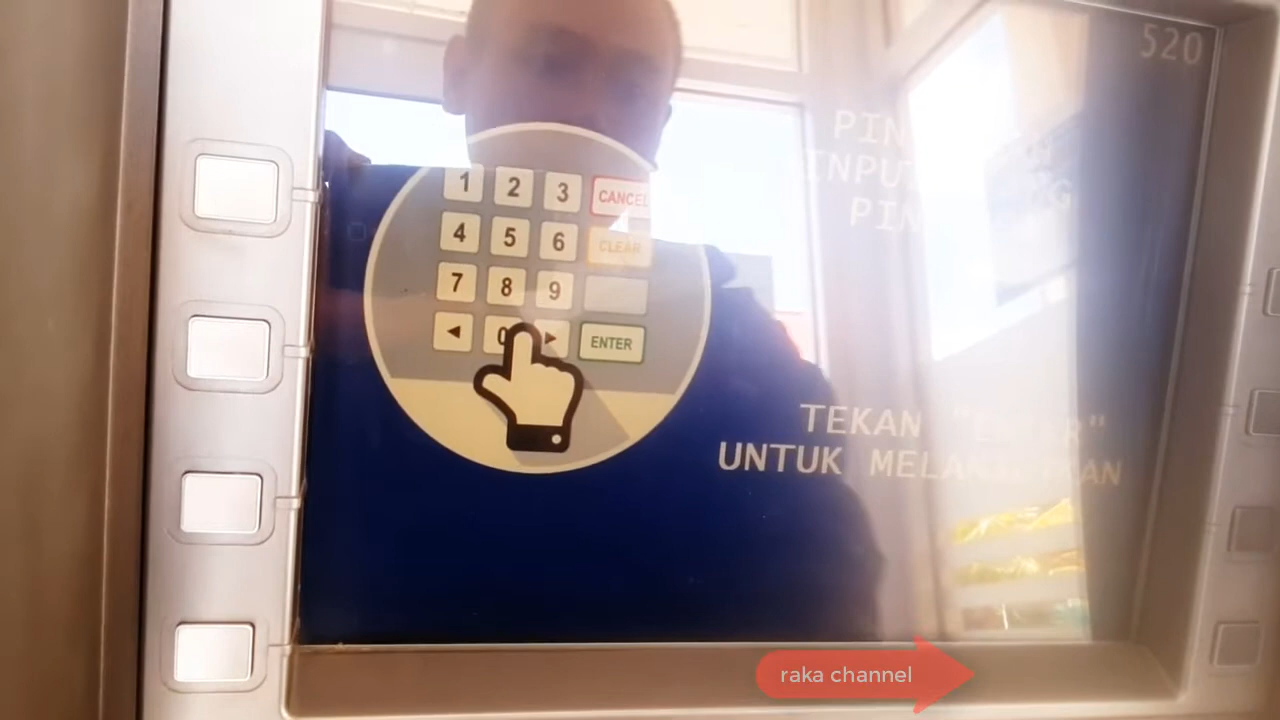 520
PIN
INPUT
PIN
1 2 3 CANCEL
4 5 6 CLEAR
7 8 9
0 ENTER
TEKAN "ENTER"
UNTUK MELANJUTKAN
raka channel